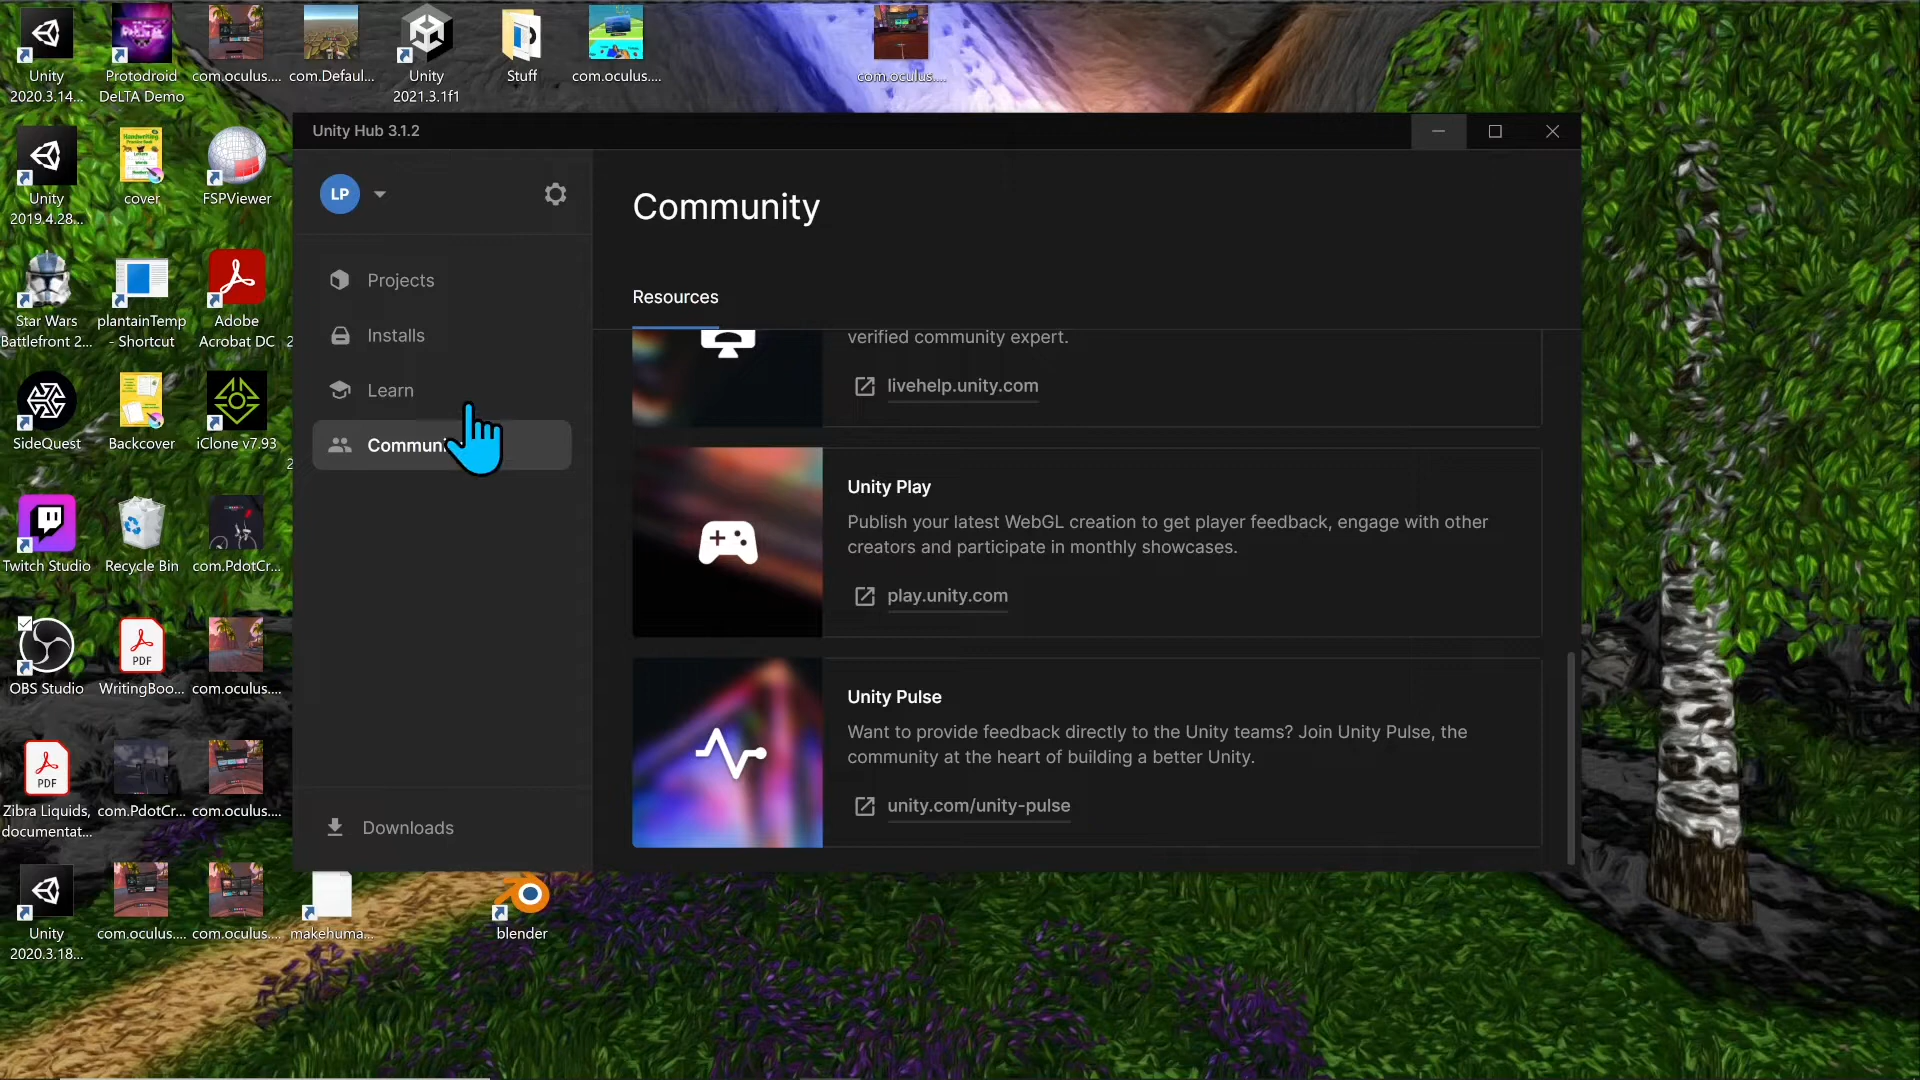 Unity
2020.3.14...
Protodroid
DeLTA Demo
com.oculus....
com.Defaul...
Unity
2021.3.1f1
Stuff
com.oculus....
com.oculus....
Unity
2019.4.28...
cover
FSPViewer
Star Wars
Battlefront 2...
plantainTemp
- Shortcut
Adobe
Acrobat DC
2
SideQuest
Backcover
iClone v7.93
2
Twitch Studio
Recycle Bin
com.PdotCr...
OBS Studio
PDF
WritingBoo...
com.oculus....
PDF
Zibra Liquids,
documentat...
com.PdotCr...
com.oculus....
Unity
2020.3.18...
com.oculus....
com.oculus....
makehuma...
blender
Unity Hub 3.1.2
LP
Projects
Installs
Learn
Communi
Downloads
Community
Resources
verified community expert.
livehelp.unity.com
Unity Play
Publish your latest WebGL creation to get player feedback, engage with other
creators and participate in monthly showcases.
play.unity.com
Unity Pulse
Want to provide feedback directly to the Unity teams? Join Unity Pulse, the
community at the heart of building a better Unity.
unity.com/unity-pulse